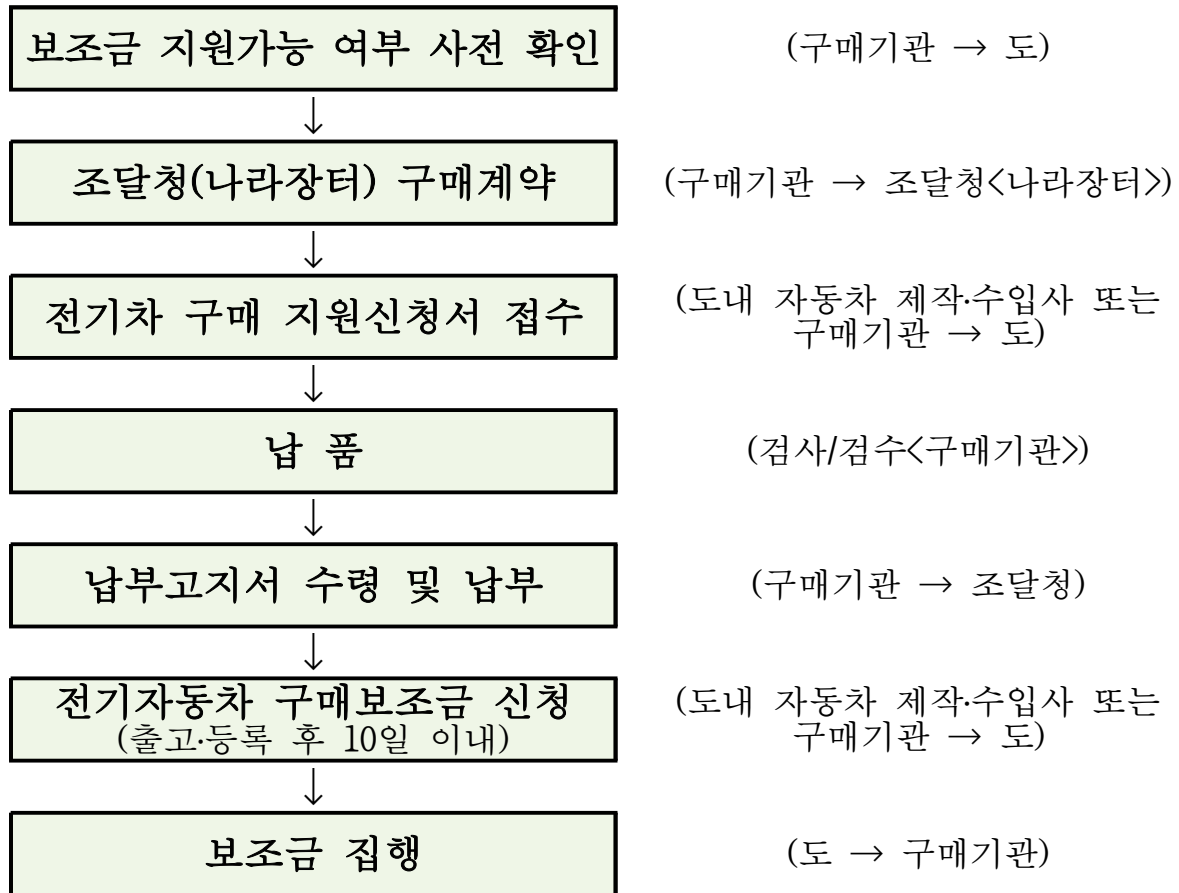 보조금 지원가능 여부 사전 확인 (구매기관 → 도)
↓
조달청(나라장터) 구매계약 (구매기관 → 조달청<나라장터>)
↓
전기차 구매 지원신청서 접수 (도내 자동차 제작·수입사 또는
구매기관 → 도)
↓
납 품 (검사/검수<구매기관>)
↓
납부고지서 수령 및 납부 (구매기관 → 조달청)
↓
전기자동차 구매보조금 신청 (도내 자동차 제작·수입사 또는
(출고·등록 후 10일 이내) 구매기관 → 도)
↓
보조금 집행 (도 → 구매기관)